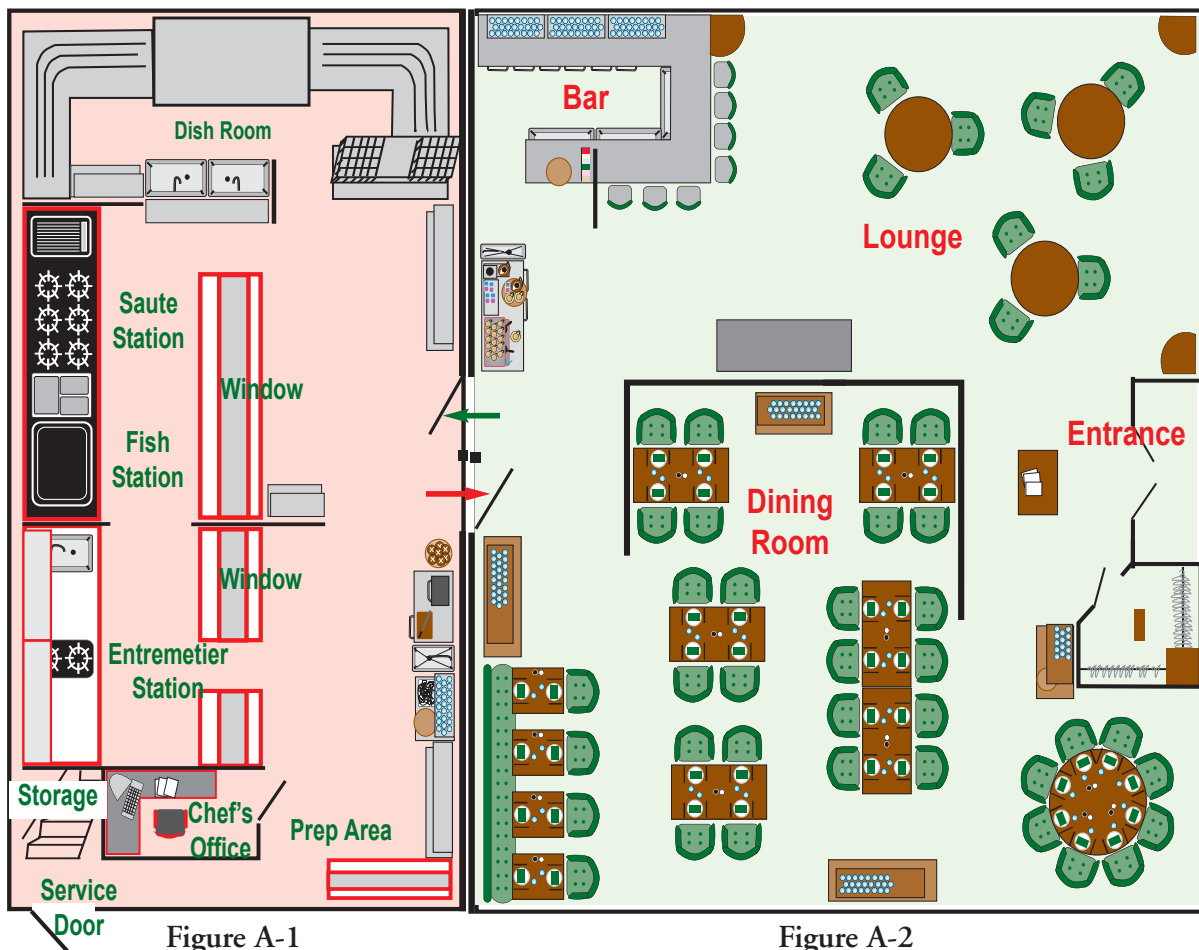 Bar
Dish Room
Lounge
Saute
Station
Window
Fish
Station
Entrance
Dining
Room
Window
Entremetier
Station
Storage
Chef's
Office
Prep Area
Service
Door
Figure A-1
Figure A-2